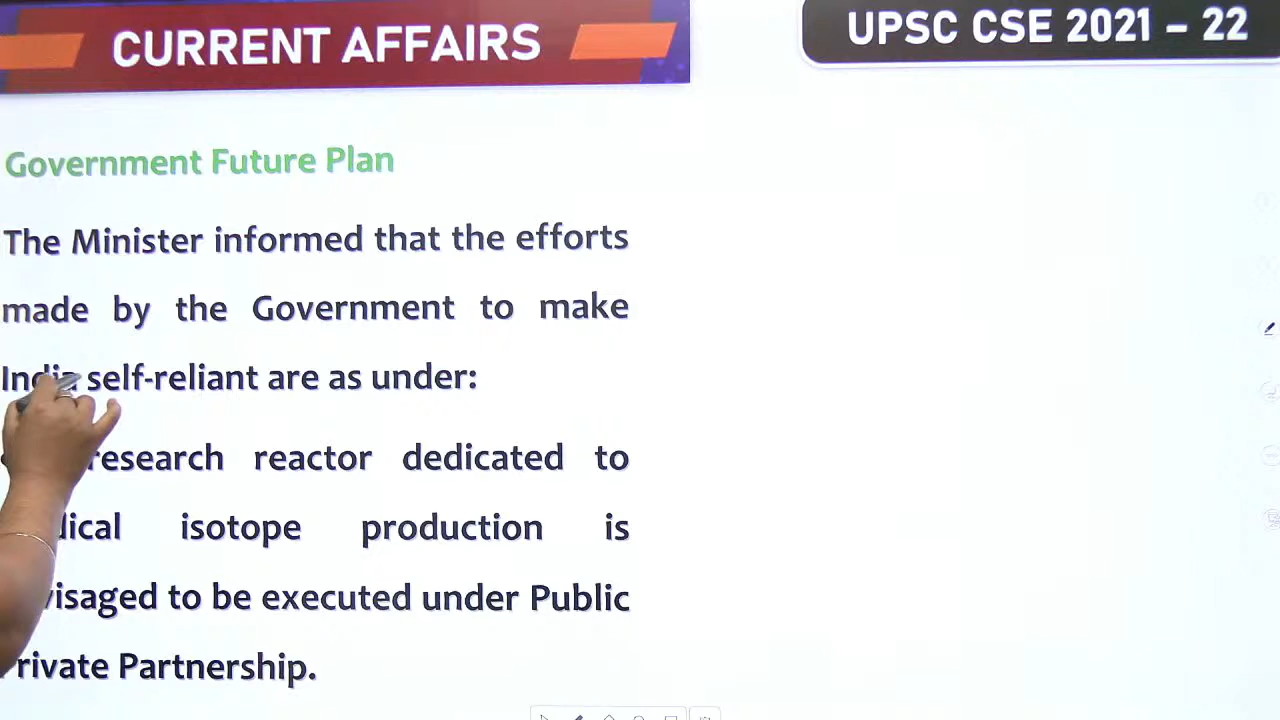 CURRENT AFFAIRS
UPSC CSE 2021 – 22
Government Future Plan
The Minister informed that the efforts
made by the Government to make
India self-reliant are as under:
research reactor dedicated to
isotope production is
to be executed under Public
Private Partnership.